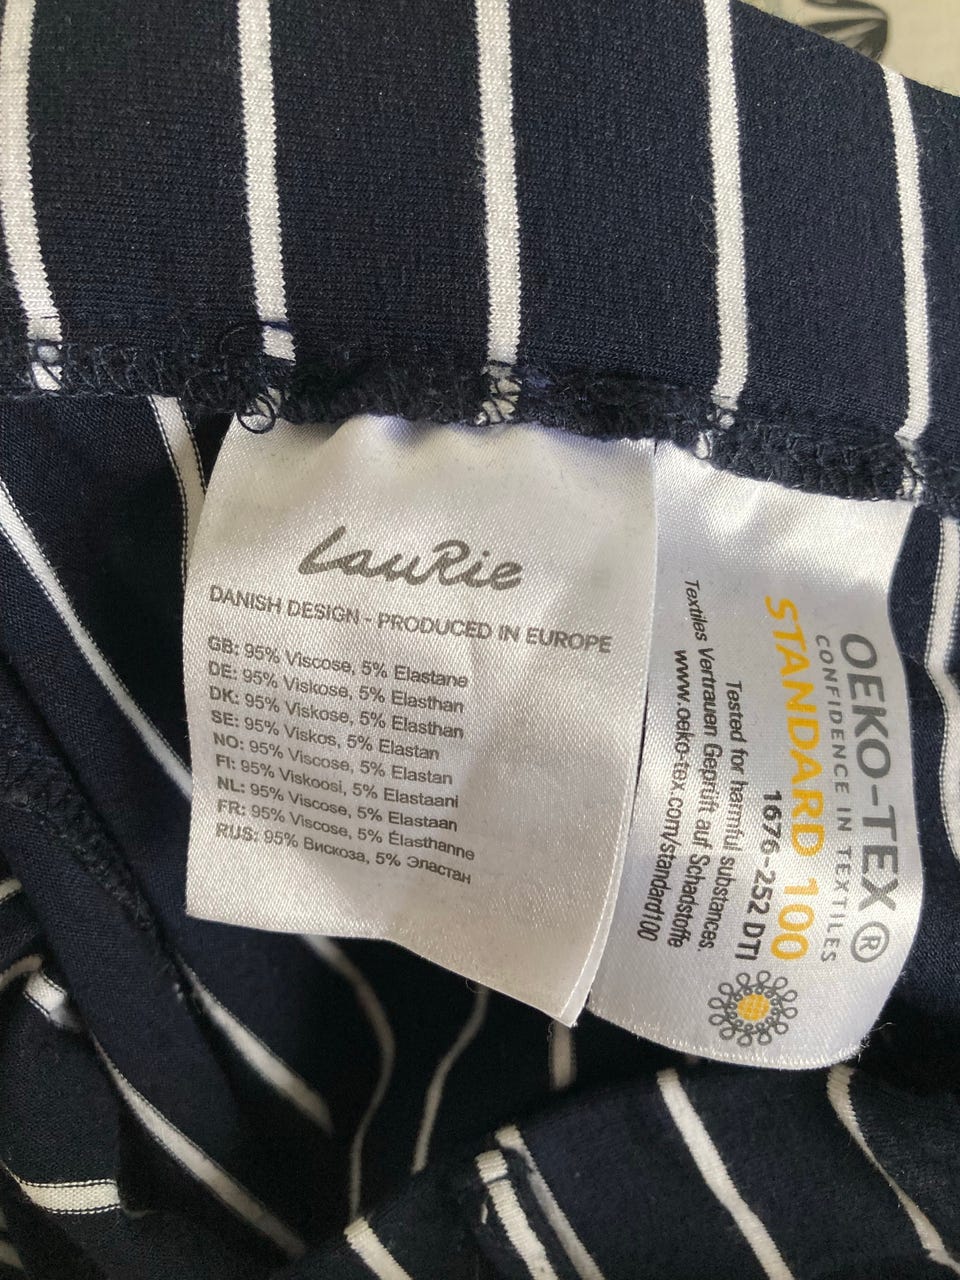 LauRie
DANISH DESIGN - PRODUCED IN EUROPE
GB: 95% Viscose, 5% Elastane
DE: 95% Viskose, 5% Elasthan
DK: 95% Viskose, 5% Elasthan
SE: 95% Viskos, 5% Elastan
NO: 95% Viscose, 5% Elastan
FI: 95% Viskoosi, 5% Elastaani
NL: 95% Viscose, 5% Elastaan
FR: 95% Viscose, 5% Élasthanne
RUS: 95% Вискоза, 5% Эластан
OEKO-TEX®
CONFIDENCE IN TEXTILES
STANDARD 100
1676-252 DTI
Tested for harmful substances.
Textiles Vertrauen Geprüft auf Schadstoffe
www.oeko-tex.com/standard100